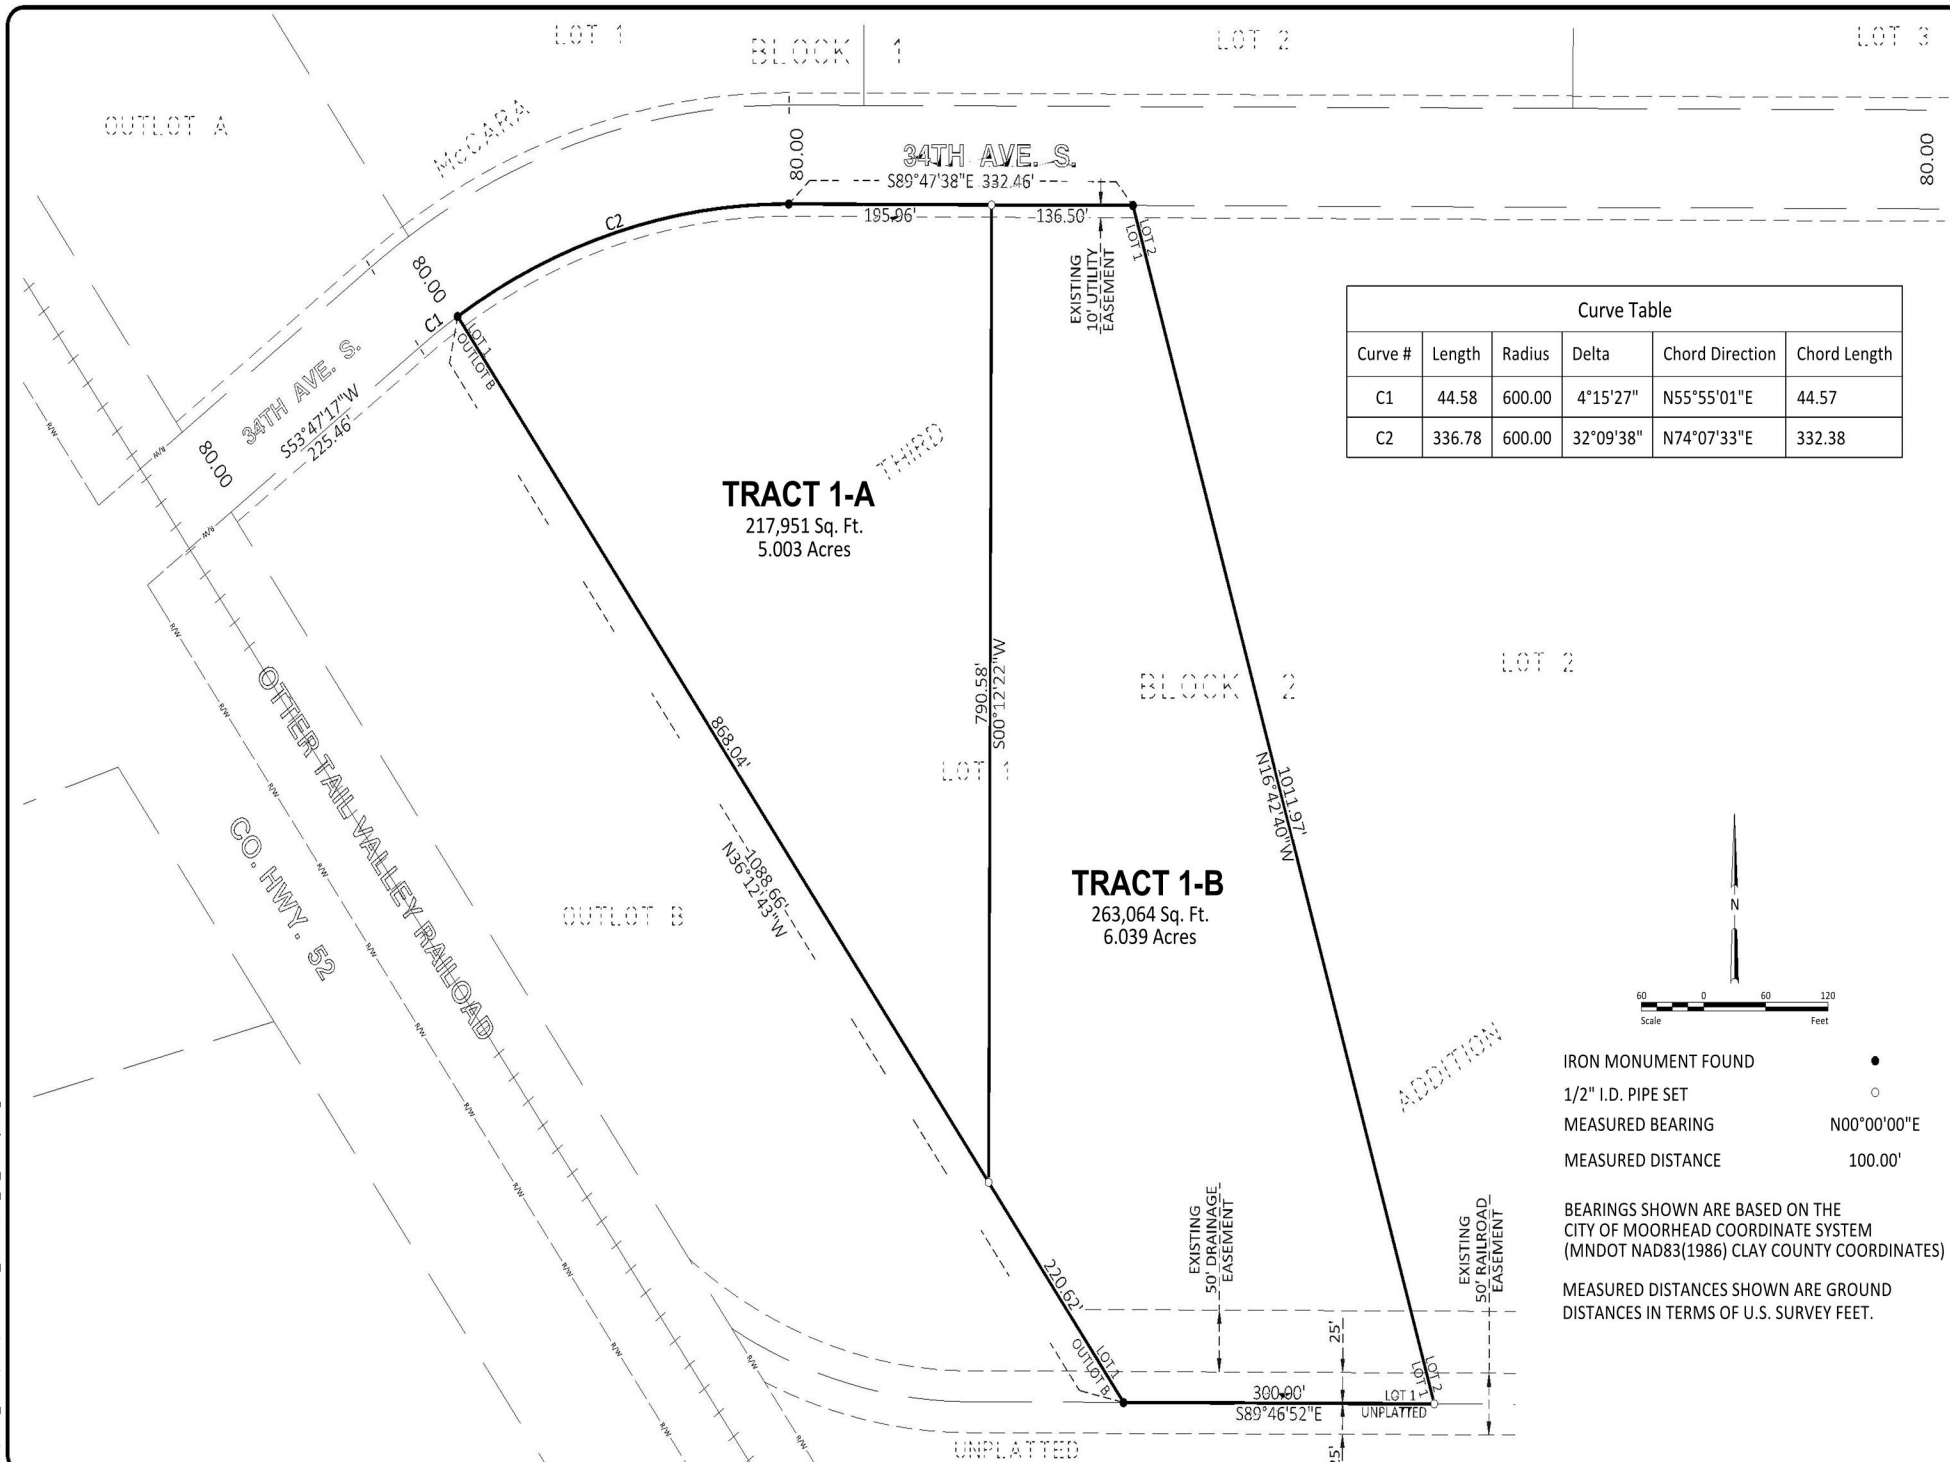 LOT 1
BLOCK 1
LOT 2
LOT 3
OUTLOT A
McCARA
80.00
34TH AVE. S.
S89°47'38"E 332.46'
195.96'
136.50'
80.00
C2
LOT 2
LOT 1
EXISTING
10' UTILITY
EASEMENT
80.00
C1
LOT 1
OUTLOT B
34TH AVE. S.
S53°47'17"W
225.46'
80.00
R/W
R/W
R/W
Curve Table
Curve # Length Radius Delta Chord Direction Chord Length
C1 44.58 600.00 4°15'27" N55°55'01"E 44.57
C2 336.78 600.00 32°09'38" N74°07'33"E 332.38
THIRD
TRACT 1-A
217,951 Sq. Ft.
5.003 Acres
790.58'
S00°12'22"W
BLOCK 2
LOT 2
LOT 1
868.04'
1011.97'
N16°42'40"W
1088.66'
N36°12'43"W
OTTER TAIL VALLEY RAILROAD
CO. HWY. 52
R/W
R/W
R/W
R/W
R/W
R/W
R/W
R/W
R/W
R/W
R/W
R/W
R/W
OUTLOT B
TRACT 1-B
263,064 Sq. Ft.
6.039 Acres
N
60 0 60 120
Scale Feet
ADDITION
IRON MONUMENT FOUND
1/2" I.D. PIPE SET
MEASURED BEARING N00°00'00"E
MEASURED DISTANCE 100.00'
BEARINGS SHOWN ARE BASED ON THE
CITY OF MOORHEAD COORDINATE SYSTEM
(MNDOT NAD83(1986) CLAY COUNTY COORDINATES)
MEASURED DISTANCES SHOWN ARE GROUND
DISTANCES IN TERMS OF U.S. SURVEY FEET.
EXISTING
50' DRAINAGE
EASEMENT
EXISTING
50' RAILROAD
EASEMENT
220.62'
LOT 1
OUTLOT B
25'
LOT 2
LOT 1
300.00'
S89°46'52"E
LOT 1
UNPLATTED
UNPLATTED